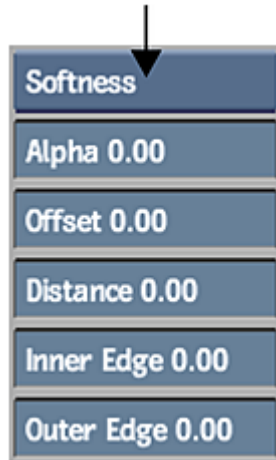 Softness
Alpha 0.00
Offset 0.00
Distance 0.00
Inner Edge 0.00
Outer Edge 0.00